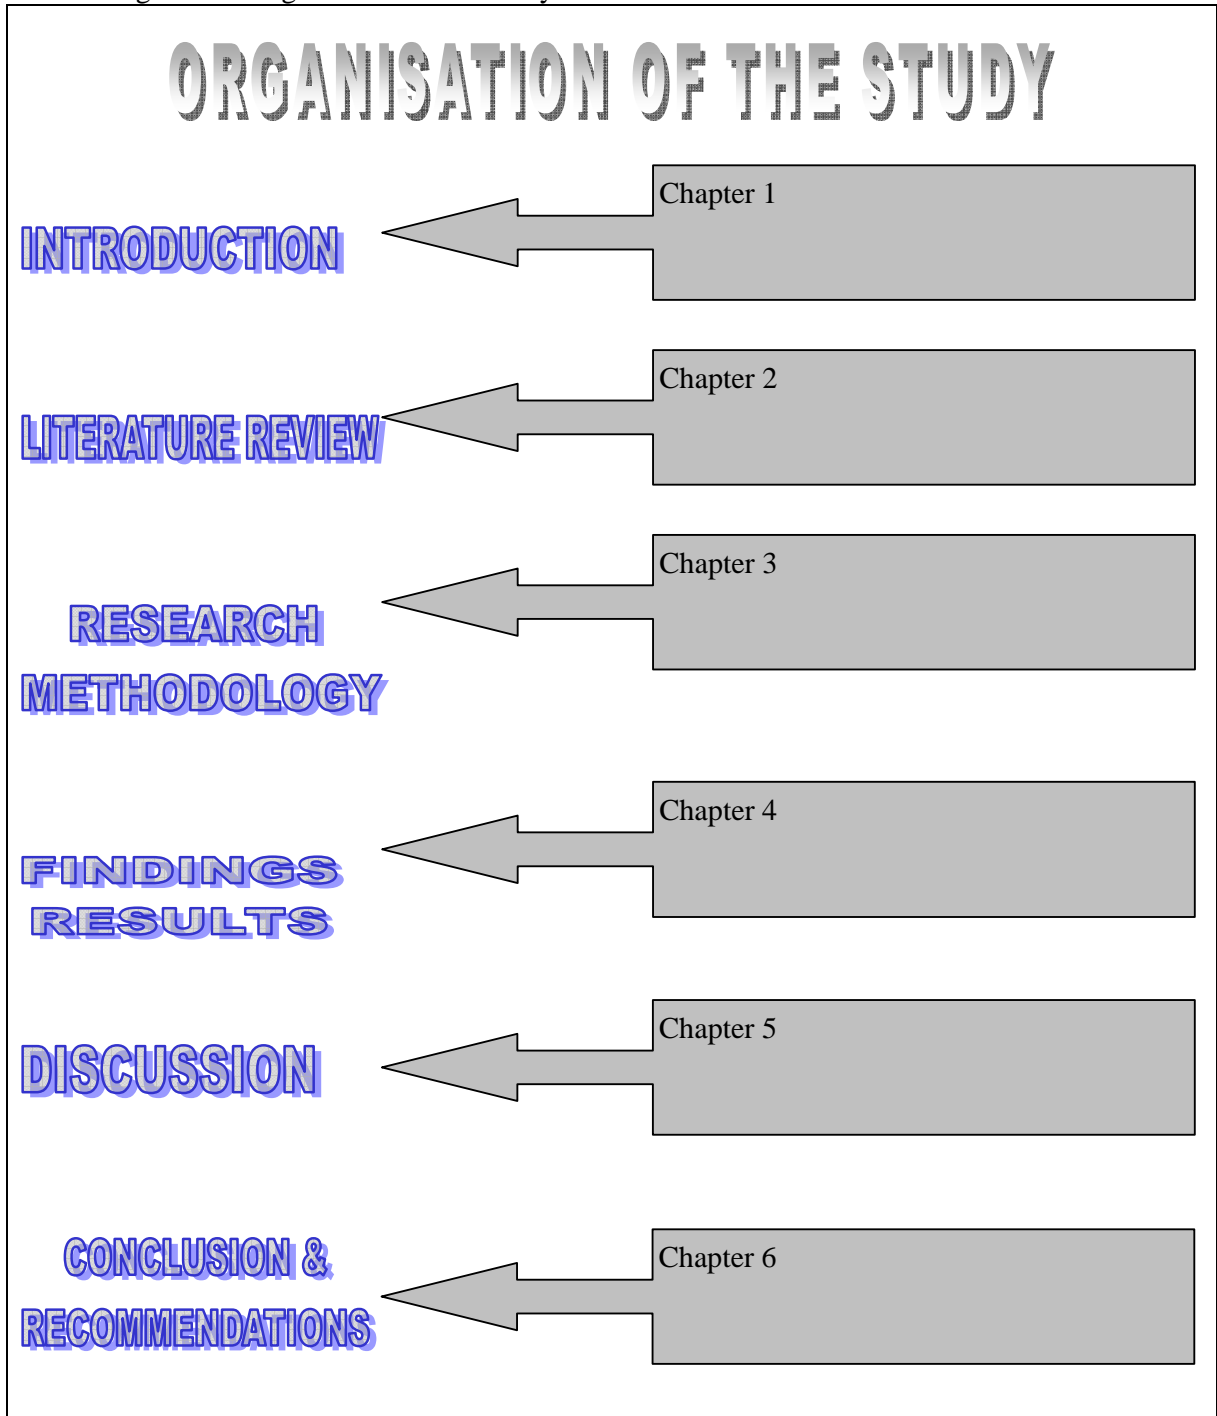 ORGANISATION OF THE STUDY
INTRODUCTION
Chapter 1
LITERATURE REVIEW
Chapter 2
RESEARCH
METHODOLOGY
Chapter 3
FINDINGS
RESULTS
Chapter 4
DISCUSSION
Chapter 5
CONCLUSION &
RECOMMENDATIONS
Chapter 6